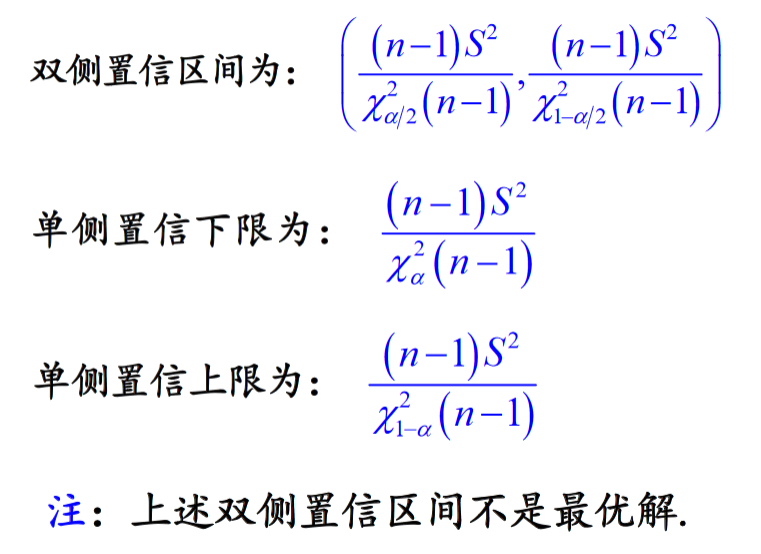 双侧置信区间为: $\left(\frac{(n-1)S^2}{\chi^2_{\alpha/2}(n-1)}, \frac{(n-1)S^2}{\chi^2_{1-\alpha/2}(n-1)}\right)$
单侧置信下限为: $\frac{(n-1)S^2}{\chi^2_{\alpha}(n-1)}$
单侧置信上限为: $\frac{(n-1)S^2}{\chi^2_{1-\alpha}(n-1)}$
注: 上述双侧置信区间不是最优解.